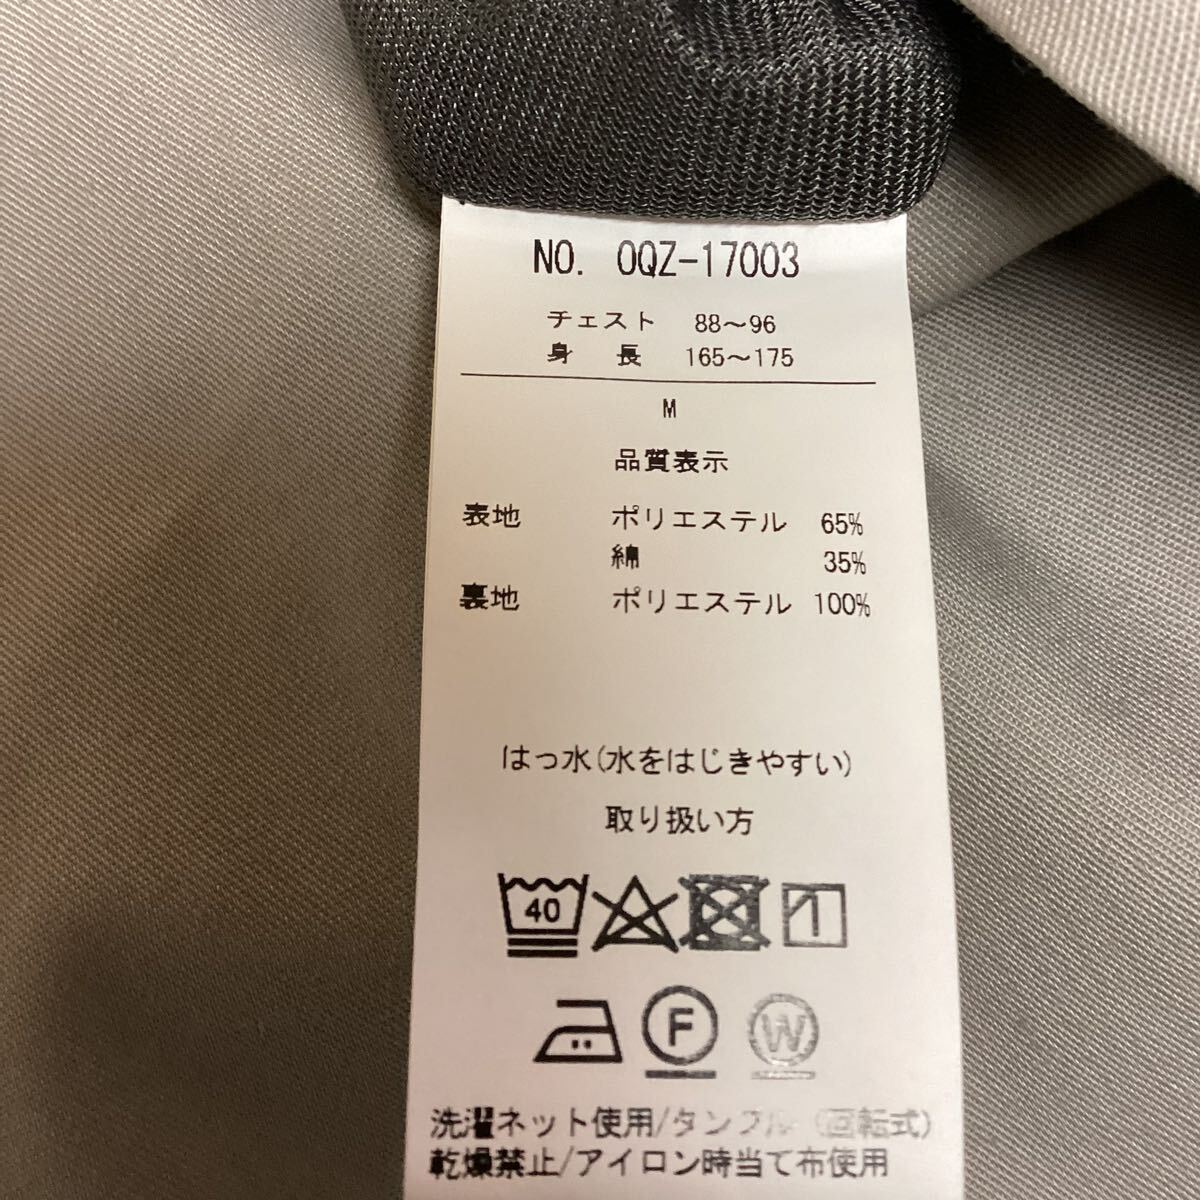 NO. OQZ-17003
チェスト 88～96
身 長 165～175
M
品質表示
表地 ポリエステル 65%
綿 35%
裏地 ポリエステル 100%
はっ水(水をはじきやすい)
取り扱い方
40
F W
洗濯ネット使用/タンブル (回転式)
乾燥禁止/アイロン時当て布使用